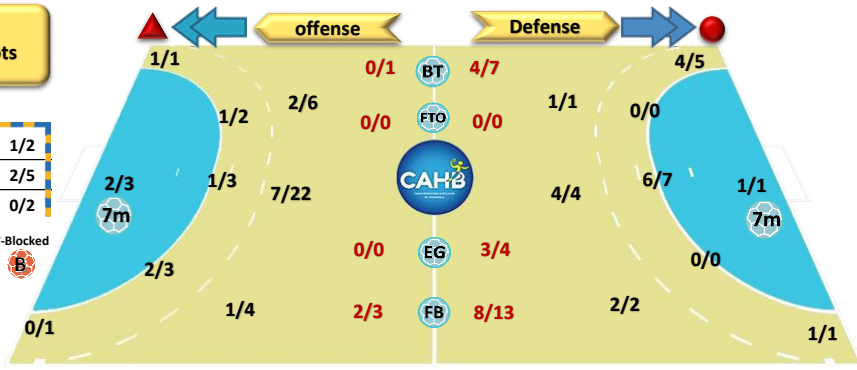 offense
Defense
ots
1/1
4/5
0/1 BT 4/7
2/6
1/1
1/2
0/0
0/0 FTO 0/0
1/2
2/5
0/2
2/3
1/3
7/22
CAHB
4/4
6/7
1/1
7m
7m
-Blocked
B
0/0 EG 3/4
2/3
0/0
1/4
2/3 FB 8/13
2/2
0/1
1/1